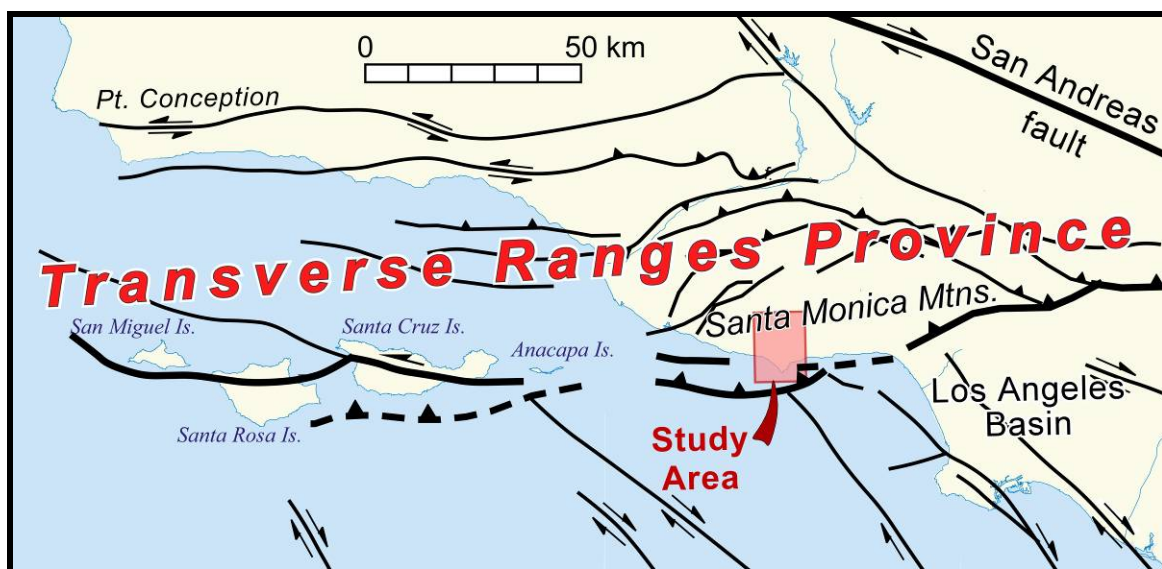 0 50 km
San Andreas
fault
Pt. Conception
f.
Transverse Ranges Province
Santa Monica Mtns.
San Miguel Is.
Santa Cruz Is.
Anacapa Is.
Santa Rosa Is.
Study
Area
Los Angeles
Basin